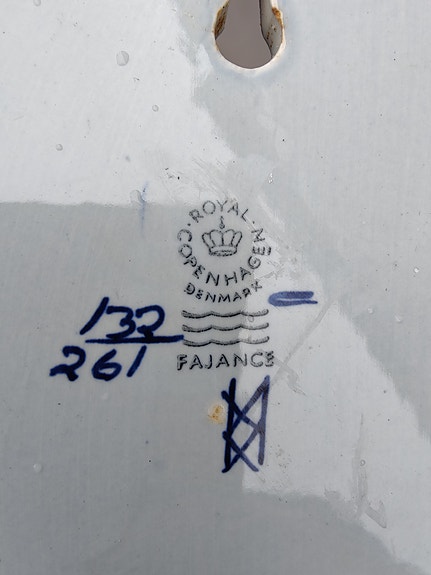 · ROYAL ·
COPENHAGEN
DENMARK
FAJANCE
132
261